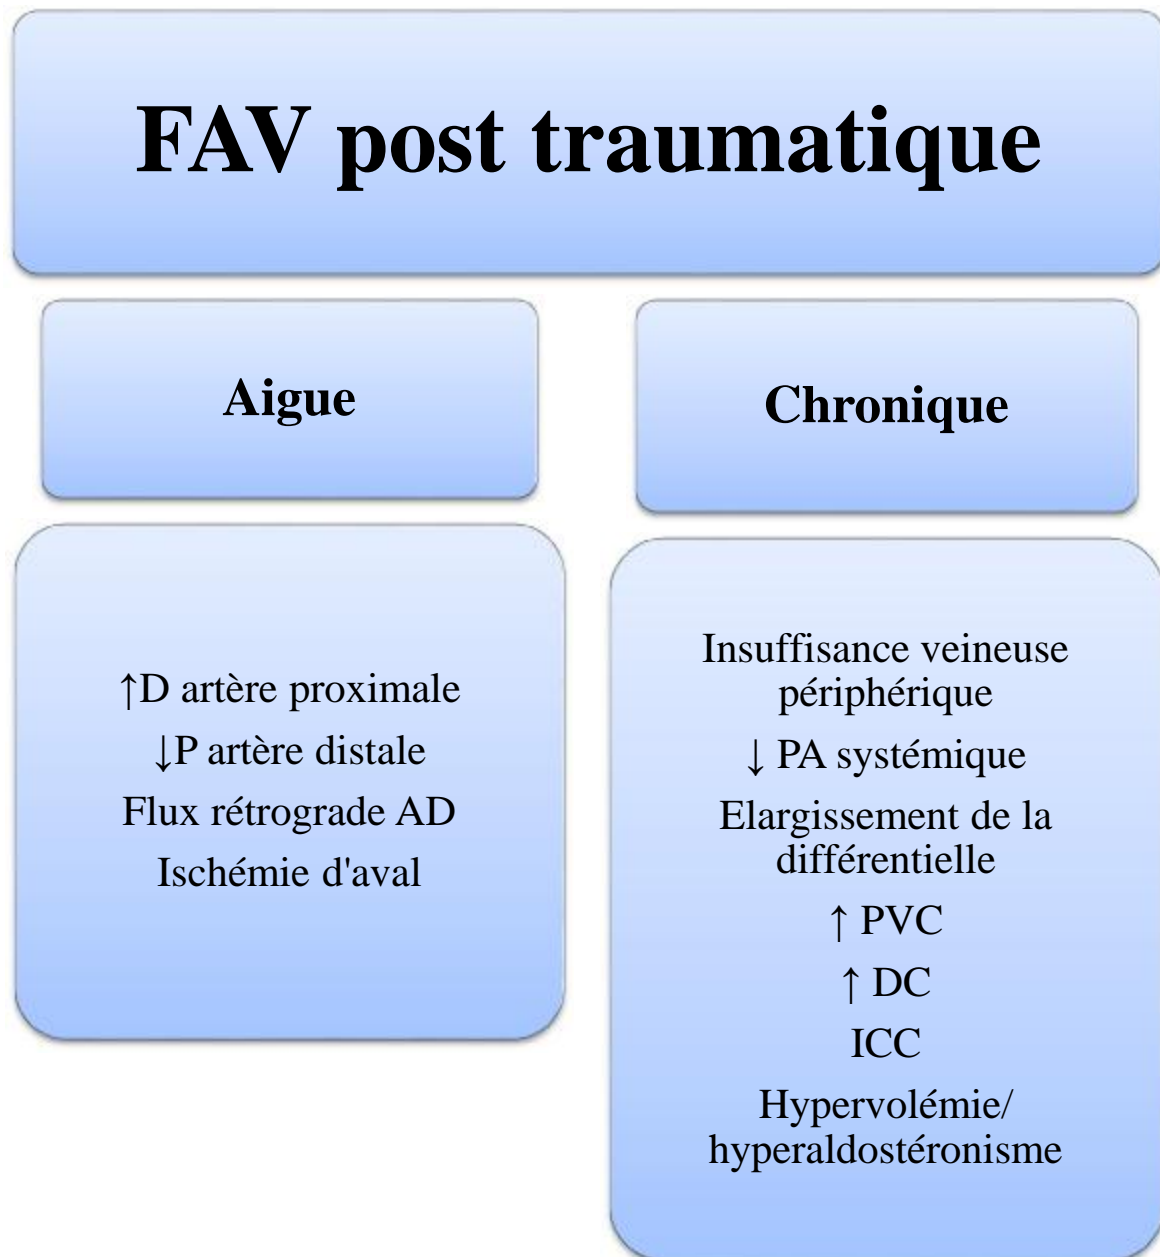 FAV post traumatique
Aigue
↑D artère proximale
↓P artère distale
Flux rétrograde AD
Ischémie d'aval
Chronique
Insuffisance veineuse
périphérique
↓ PA systémique
Elargissement de la
différentielle
↑ PVC
↑ DC
ICC
Hypervolémie/
hyperaldostéronisme